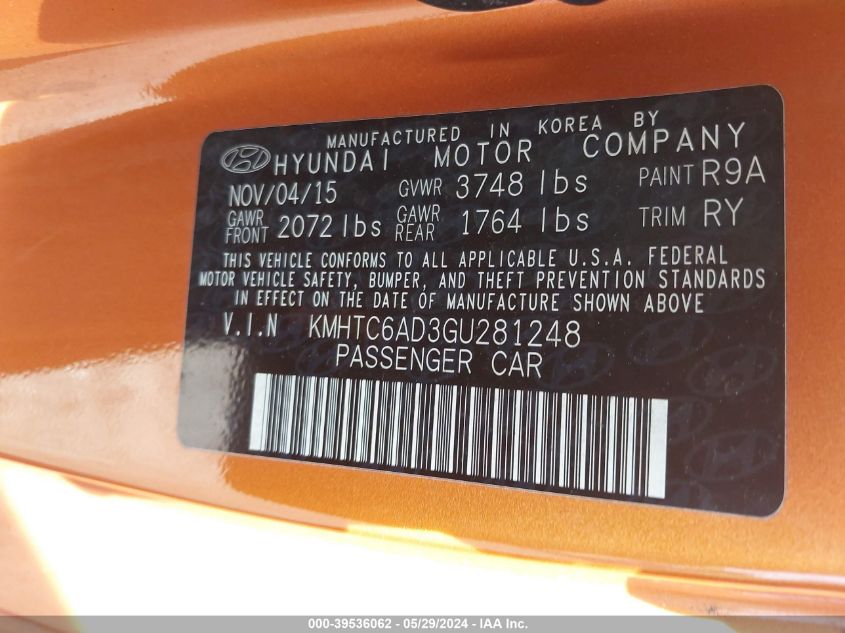 MANUFACTURED IN KOREA BY
HYUNDAI MOTOR COMPANY
NOV/04/15 GVWR 3748 lbs PAINT R9A
GAWR FRONT 2072 lbs GAWR REAR 1764 lbs TRIM RY
THIS VEHICLE CONFORMS TO ALL APPLICABLE U.S.A. FEDERAL
MOTOR VEHICLE SAFETY, BUMPER, AND THEFT PREVENTION STANDARDS
IN EFFECT ON THE DATE OF MANUFACTURE SHOWN ABOVE
V.I.N KMHTC6AD3GU281248
PASSENGER CAR
000-39536062 - 05/29/2024 - IAA Inc.